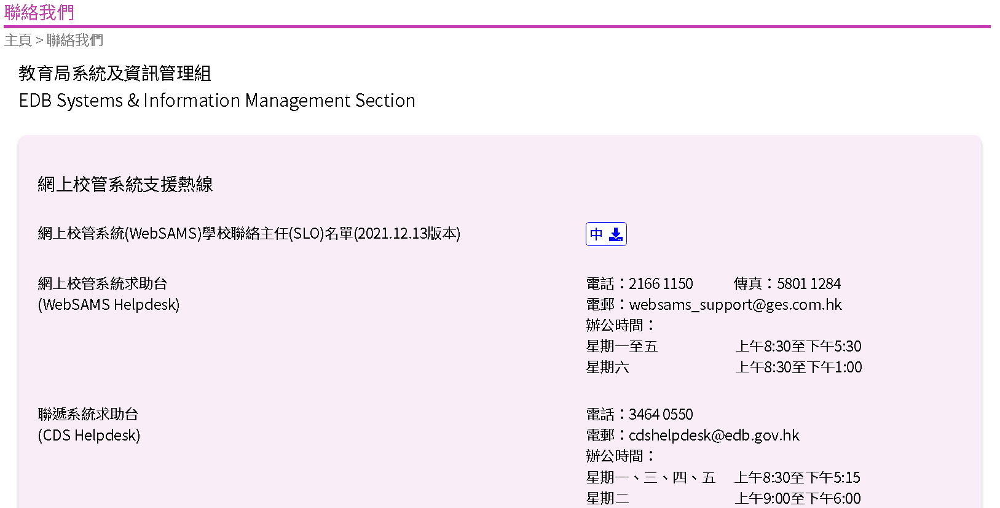 聯絡我們
主頁 > 聯絡我們
教育局系統及資訊管理組
EDB Systems & Information Management Section
網上校管系統支援熱線
網上校管系統(WebSAMS)學校聯絡主任(SLO)名單(2021.12.13版本) 中
網上校管系統求助台 電話：2166 1150 傳真：5801 1284
(WebSAMS Helpdesk) 電郵：websams_support@ges.com.hk
辦公時間：
星期一至五 上午8:30至下午5:30
星期六 上午8:30至下午1:00
聯遞系統求助台 電話：3464 0550
(CDS Helpdesk) 電郵：cdshelpdesk@edb.gov.hk
辦公時間：
星期一、三、四、五 上午8:30至下午5:15
星期二 上午9:00至下午6:00